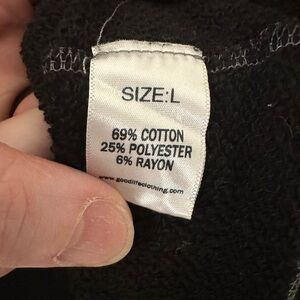 SIZE:L
69% COTTON
25% POLYESTER
6% RAYON
www.goodlifeclothing.com